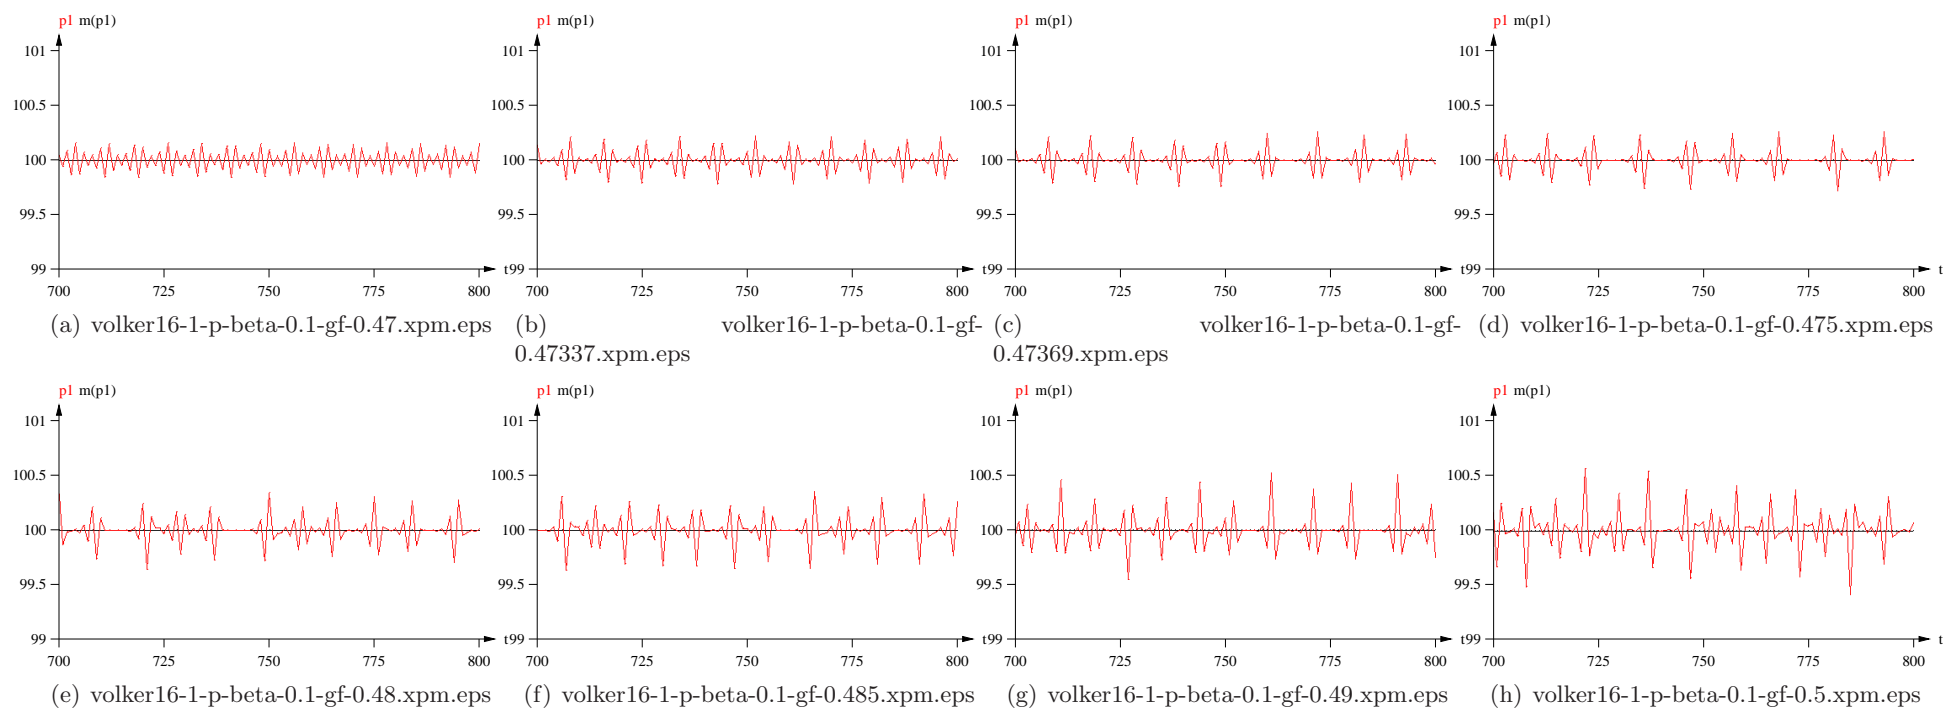 p1 m(p1)
101
100.5
100
99.5
99
700 725 750 775 800
t
(a) volker16-1-p-beta-0.1-gf-0.47.xpm.eps
p1 m(p1)
101
100.5
100
99.5
99
700 725 750 775 800
t
(b) volker16-1-p-beta-0.1-gf-
0.47337.xpm.eps
p1 m(p1)
101
100.5
100
99.5
99
700 725 750 775 800
t
(c) volker16-1-p-beta-0.1-gf-
0.47369.xpm.eps
p1 m(p1)
101
100.5
100
99.5
99
700 725 750 775 800
t
(d) volker16-1-p-beta-0.1-gf-0.475.xpm.eps
p1 m(p1)
101
100.5
100
99.5
99
700 725 750 775 800
t
(e) volker16-1-p-beta-0.1-gf-0.48.xpm.eps
p1 m(p1)
101
100.5
100
99.5
99
700 725 750 775 800
t
(f) volker16-1-p-beta-0.1-gf-0.485.xpm.eps
p1 m(p1)
101
100.5
100
99.5
99
700 725 750 775 800
t
(g) volker16-1-p-beta-0.1-gf-0.49.xpm.eps
p1 m(p1)
101
100.5
100
99.5
99
700 725 750 775 800
t
(h) volker16-1-p-beta-0.1-gf-0.5.xpm.eps